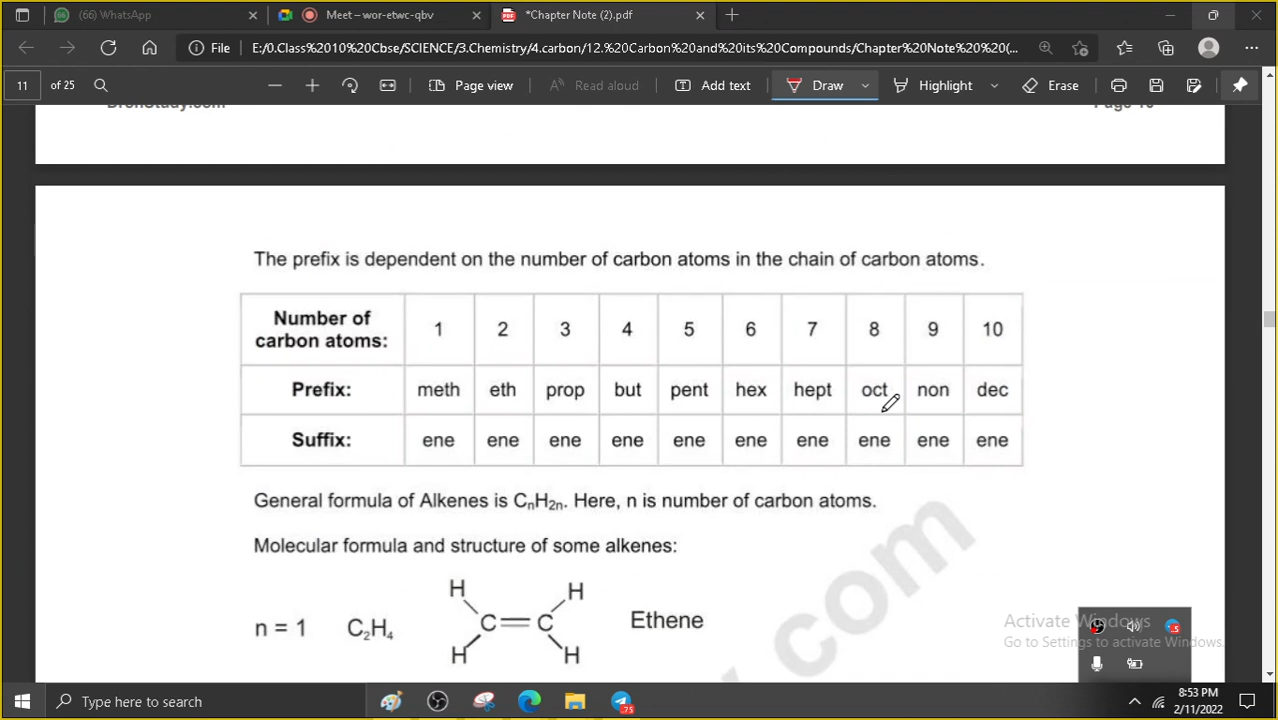 (66) WhatsApp
Meet – wor-etwc-qbv
*Chapter Note (2).pdf
File
E:/0.Class%2010%20Cbse/SCIENCE/3.Chemistry/4.carbon/12.%20Carbon%20and%20its%20Compounds/Chapter%20Note%20%20(...
11 of 25
Page view
Read aloud
Add text
Draw
Highlight
Erase
DronStudy.com
Page 10
The prefix is dependent on the number of carbon atoms in the chain of carbon atoms.
Number of
carbon atoms: 1 2 3 4 5 6 7 8 9 10
Prefix: meth eth prop but pent hex hept oct non dec
Suffix: ene ene ene ene ene ene ene ene ene ene
General formula of Alkenes is CₙH₂ₙ. Here, n is number of carbon atoms.
Molecular formula and structure of some alkenes:
H H
n = 1 C₂H₄ C C Ethene
H H
com
Activate Windows
Go to Settings to activate Windows.
Type here to search
75
8:53 PM
2/11/2022